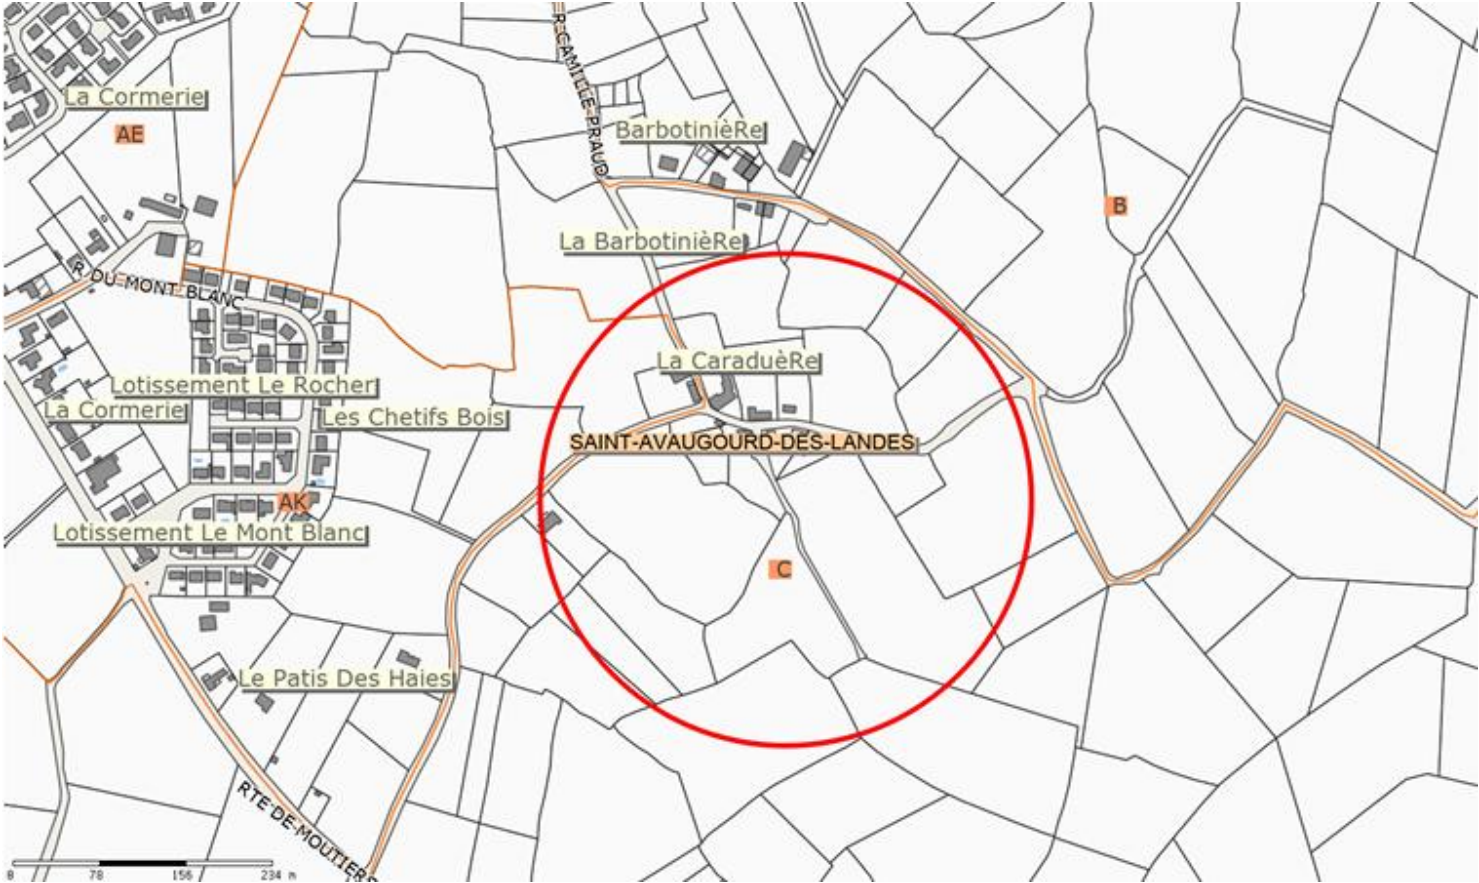 La Cormerie
AE
R CAMILLE PRAUD
BarbotinièRe
B
La BarbotinièRe
R DU MONT BLANC
La CaraduèRe
Lotissement Le Rocher
La Cormerie
Les Chetifs Bois
SAINT-AVAUGOURD-DES-LANDES
AK
Lotissement Le Mont Blanc
C
Le Patis Des Haies
RTE DE MOUTIERS
0 78 156 234 m